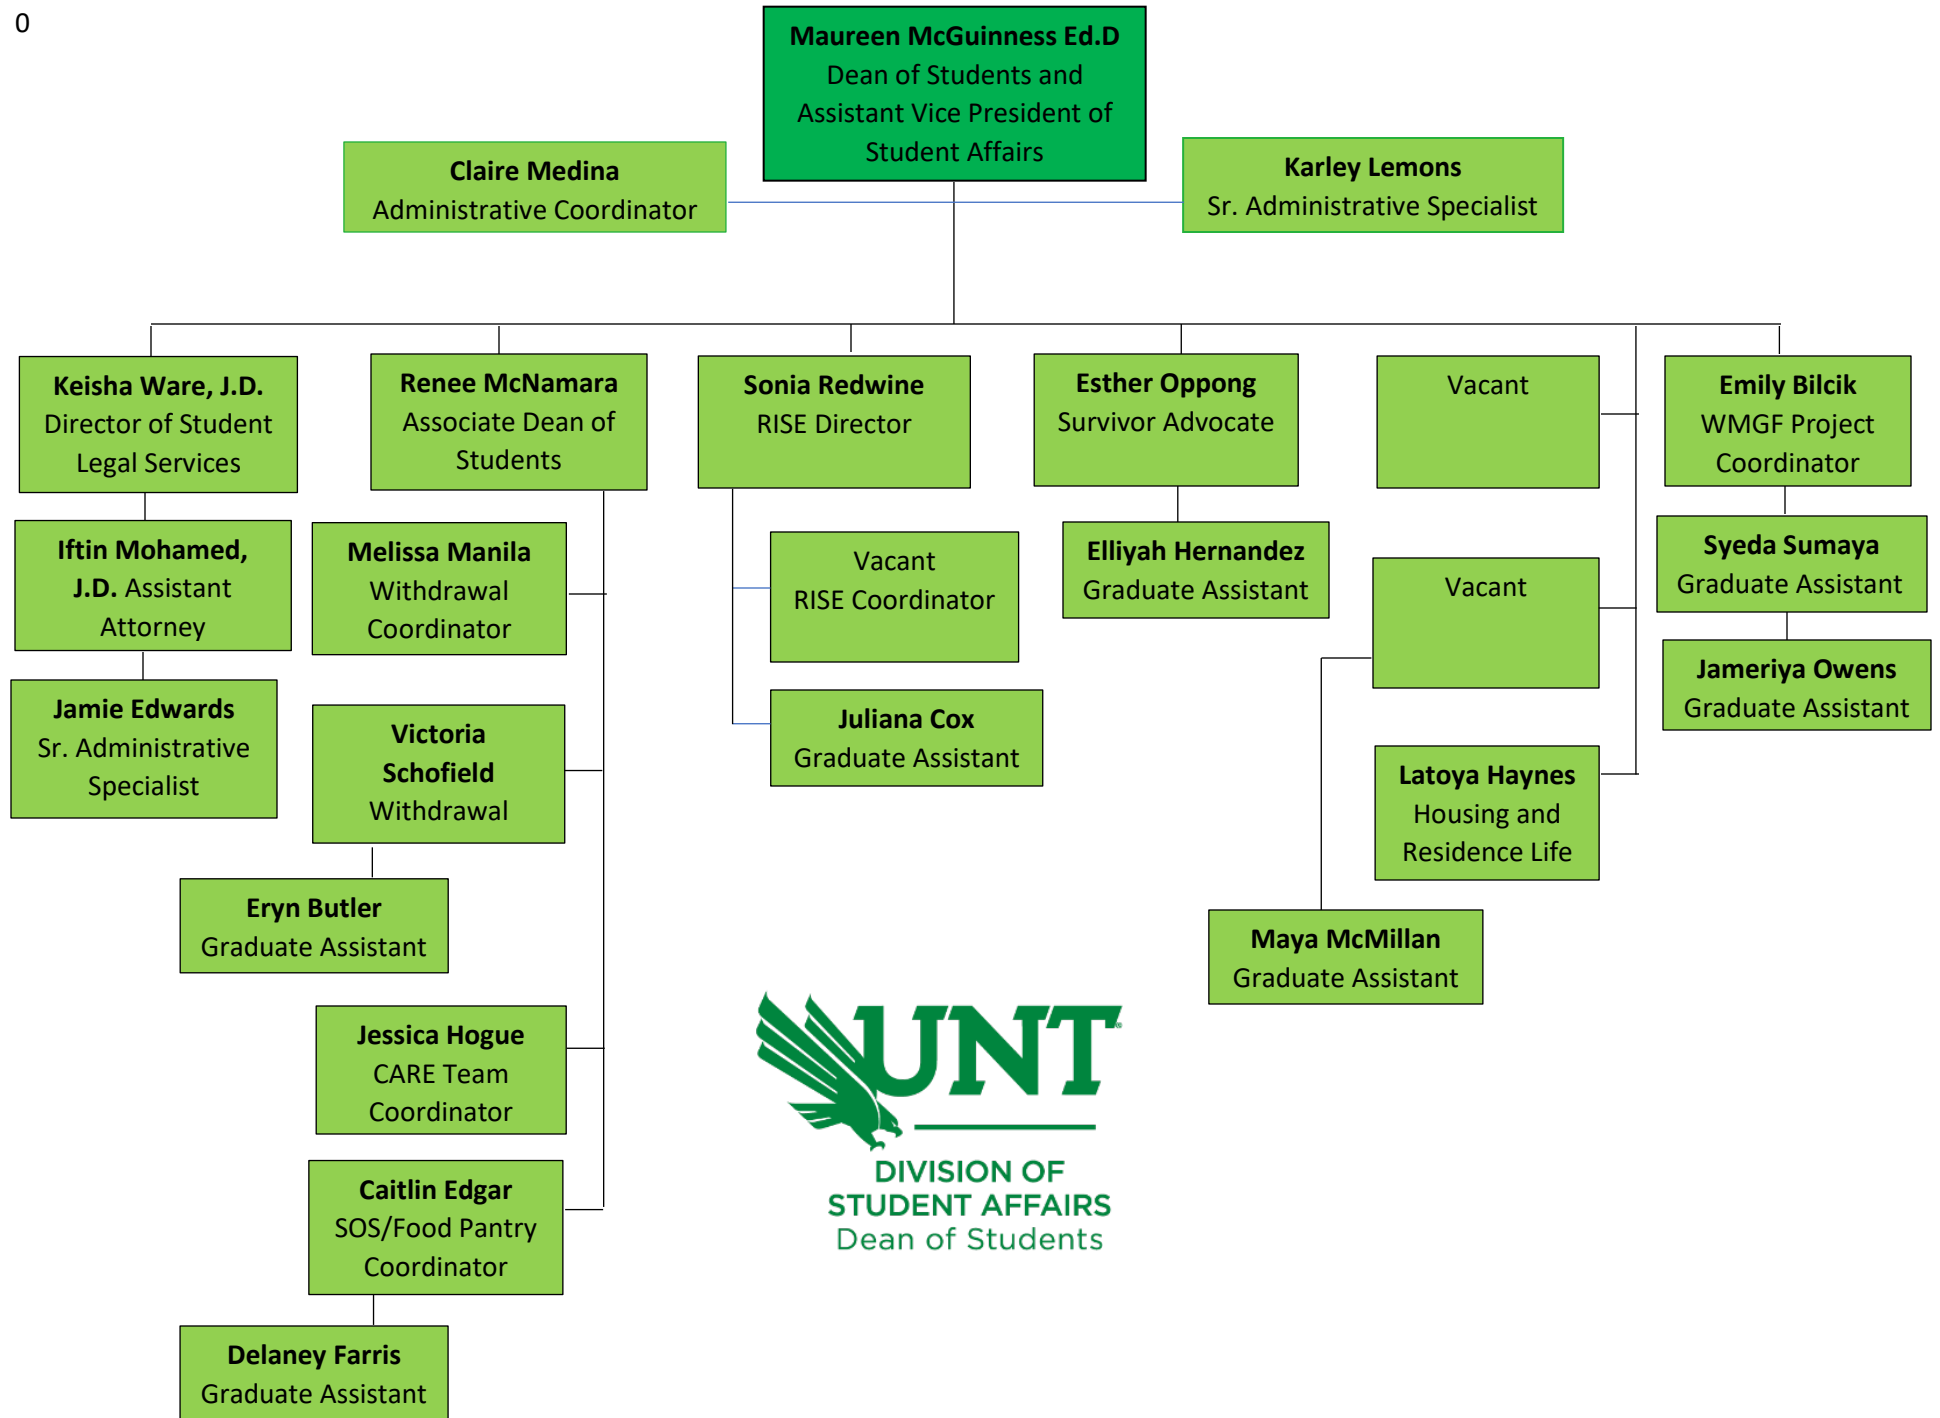 0
Maureen McGuinness Ed.D
Dean of Students and
Assistant Vice President of
Student Affairs
Claire Medina
Administrative Coordinator
Karley Lemons
Sr. Administrative Specialist
Keisha Ware, J.D.
Director of Student
Legal Services
Renee McNamara
Associate Dean of
Students
Sonia Redwine
RISE Director
Esther Oppong
Survivor Advocate
Vacant
Emily Bilcik
WMGF Project
Coordinator
Iftin Mohamed,
J.D. Assistant
Attorney
Melissa Manila
Withdrawal
Coordinator
Vacant
RISE Coordinator
Elliyah Hernandez
Graduate Assistant
Vacant
Syeda Sumaya
Graduate Assistant
Jameriya Owens
Graduate Assistant
Jamie Edwards
Sr. Administrative
Specialist
Victoria
Schofield
Withdrawal
Juliana Cox
Graduate Assistant
Latoya Haynes
Housing and
Residence Life
Eryn Butler
Graduate Assistant
Maya McMillan
Graduate Assistant
Jessica Hogue
CARE Team
Coordinator
Caitlin Edgar
SOS/Food Pantry
Coordinator
Delaney Farris
Graduate Assistant
UNT
DIVISION OF
STUDENT AFFAIRS
Dean of Students